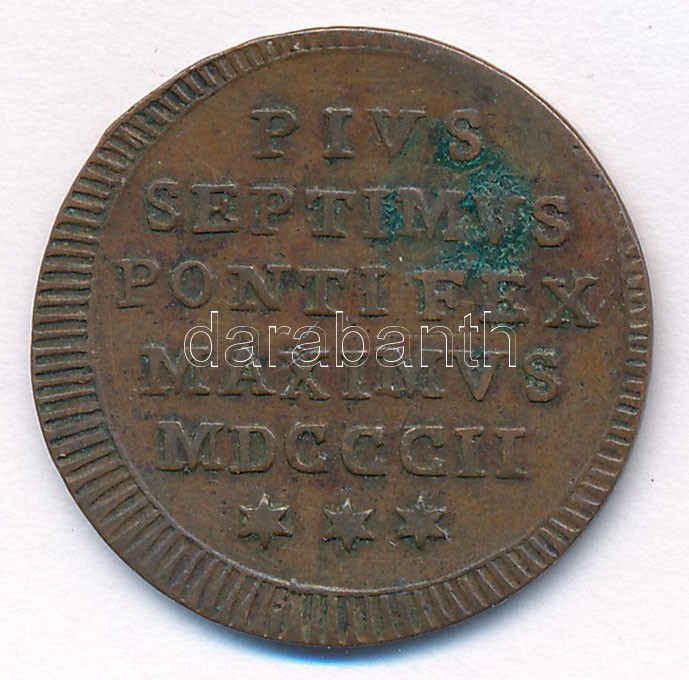 PIVS
SEPTIMVS
PONTIFEX
darabanth
MAXIMVS
MDCCCII